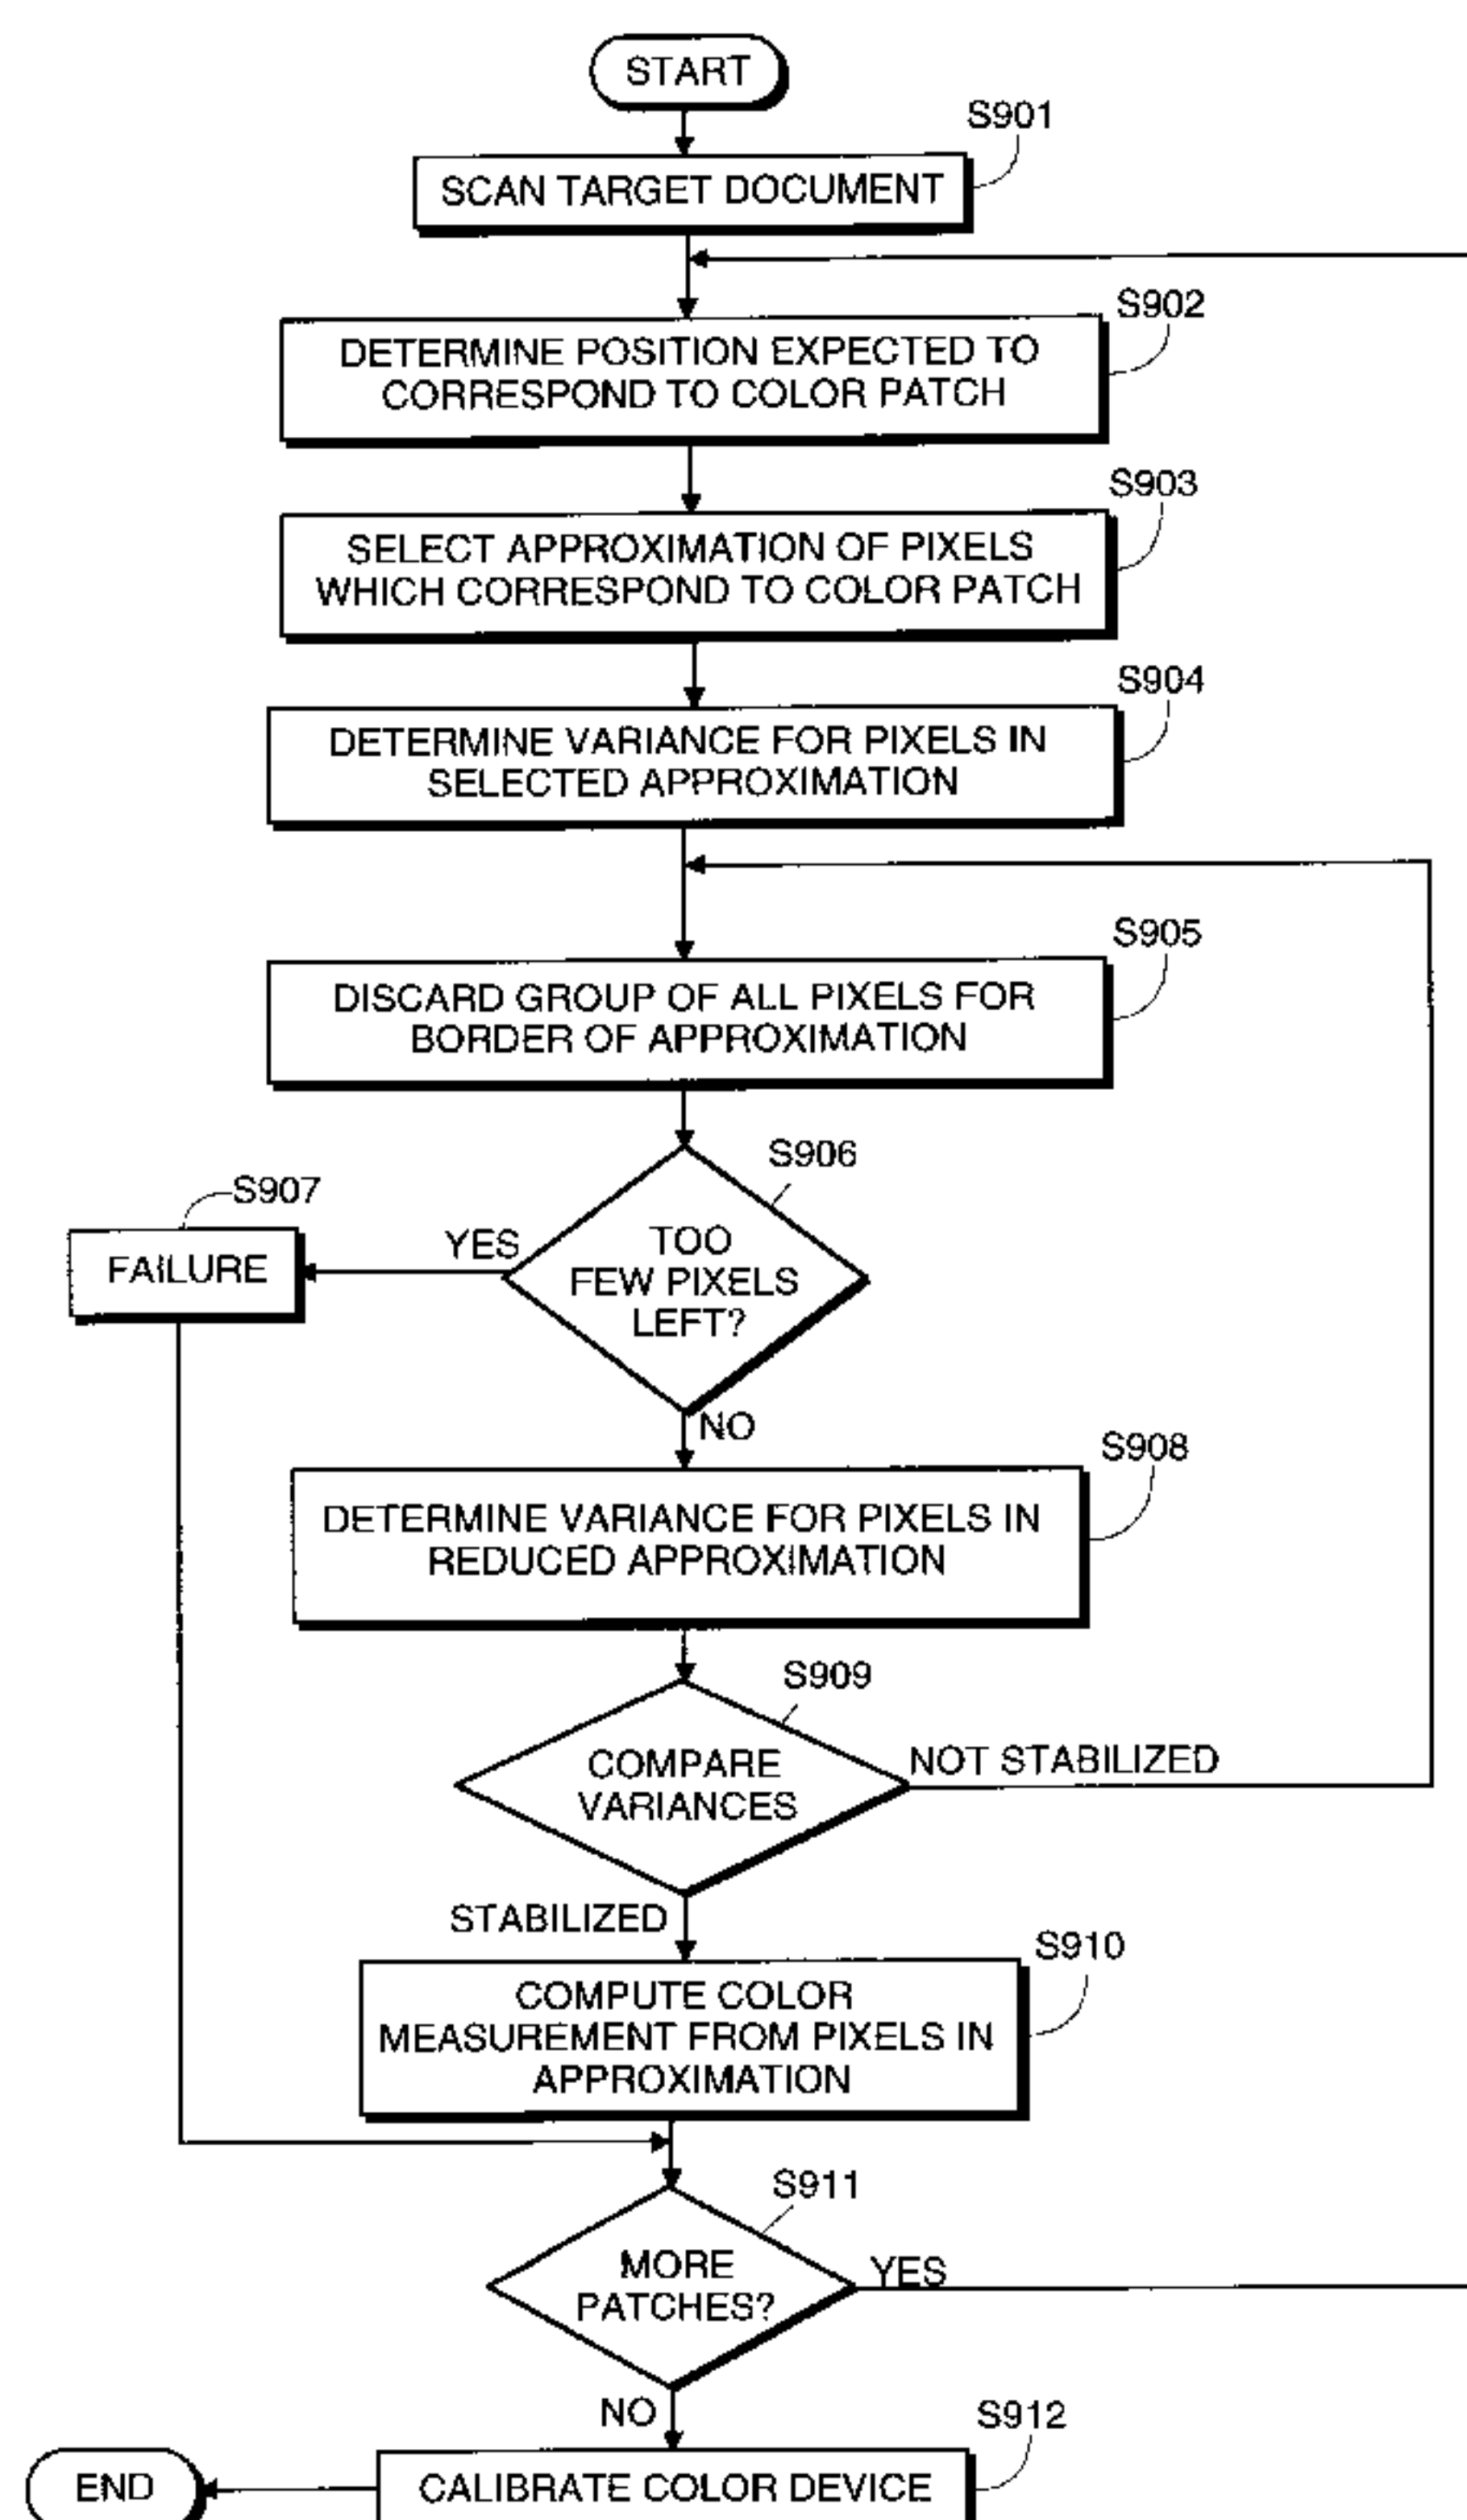 START
S901
SCAN TARGET DOCUMENT
S902
DETERMINE POSITION EXPECTED TO
CORRESPOND TO COLOR PATCH
S903
SELECT APPROXIMATION OF PIXELS
WHICH CORRESPOND TO COLOR PATCH
S904
DETERMINE VARIANCE FOR PIXELS IN
SELECTED APPROXIMATION
S905
DISCARD GROUP OF ALL PIXELS FOR
BORDER OF APPROXIMATION
S906
TOO
FEW PIXELS
LEFT?
YES
S907
FAILURE
NO
S908
DETERMINE VARIANCE FOR PIXELS IN
REDUCED APPROXIMATION
S909
COMPARE
VARIANCES
NOT STABILIZED
STABILIZED
S910
COMPUTE COLOR
MEASUREMENT FROM PIXELS IN
APPROXIMATION
S911
MORE
PATCHES?
YES
NO
S912
CALIBRATE COLOR DEVICE
END